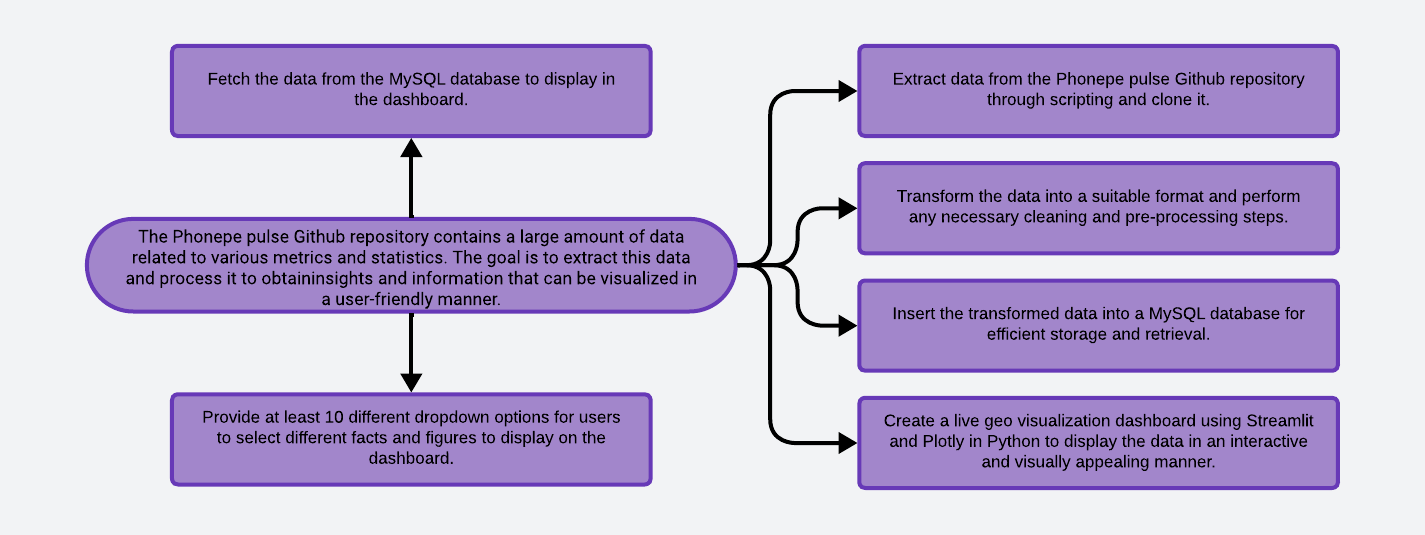 Fetch the data from the MySQL database to display in
the dashboard.
The Phonepe pulse Github repository contains a large amount of data
related to various metrics and statistics. The goal is to extract this data
and process it to obtaininsights and information that can be visualized in
a user-friendly manner.
Provide at least 10 different dropdown options for users
to select different facts and figures to display on the
dashboard.
Extract data from the Phonepe pulse Github repository
through scripting and clone it.
Transform the data into a suitable format and perform
any necessary cleaning and pre-processing steps.
Insert the transformed data into a MySQL database for
efficient storage and retrieval.
Create a live geo visualization dashboard using Streamlit
and Plotly in Python to display the data in an interactive
and visually appealing manner.